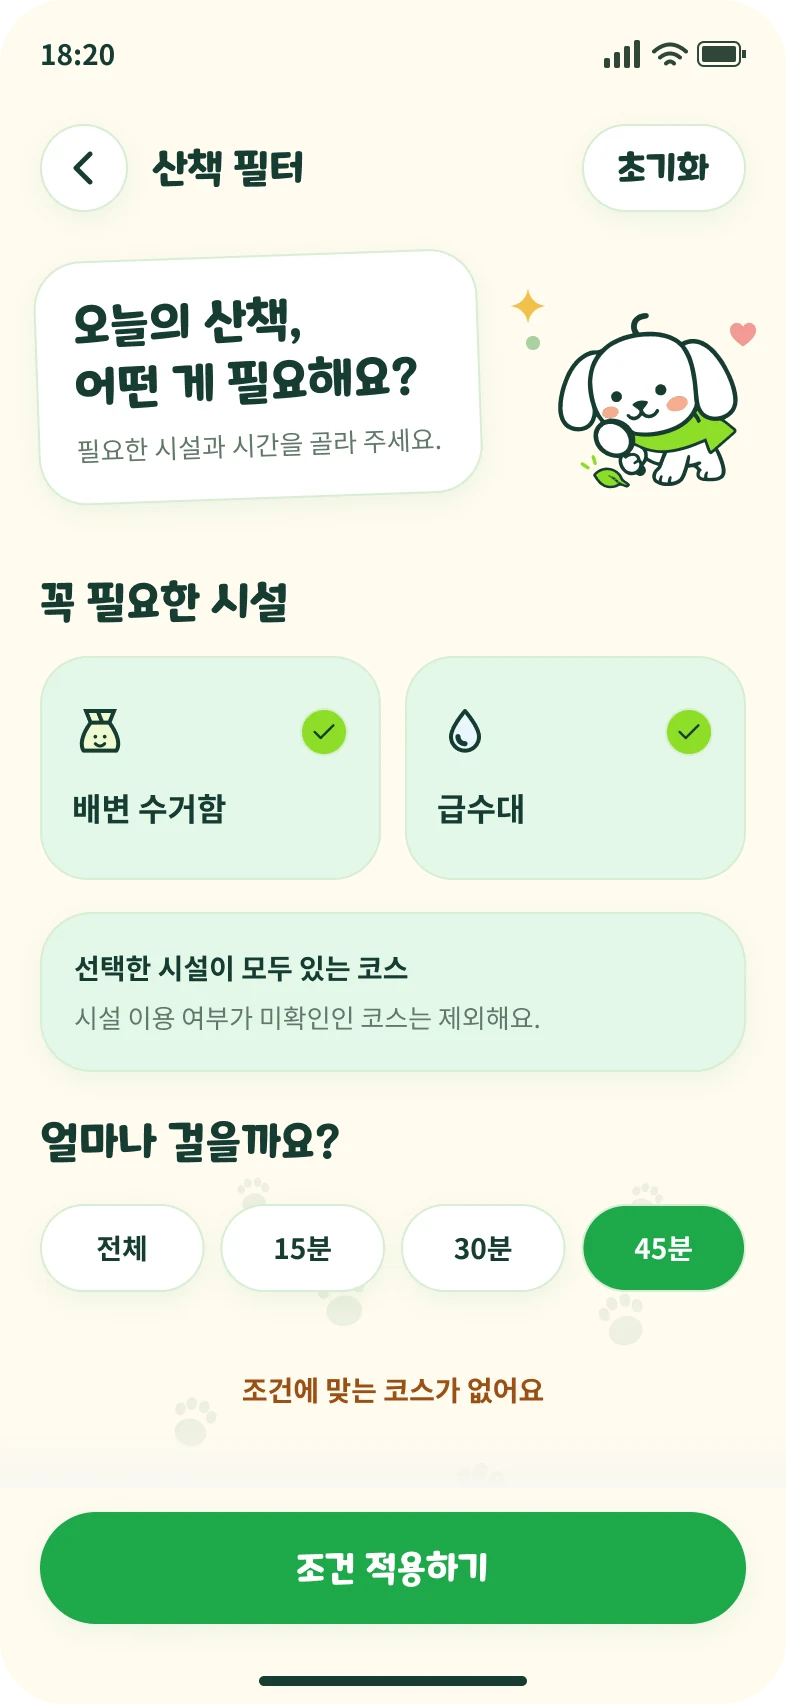 18:20
산책 필터
초기화
오늘의 산책,
어떤 게 필요해요?
필요한 시설과 시간을 골라 주세요.
꼭 필요한 시설
배변 수거함
급수대
선택한 시설이 모두 있는 코스
시설 이용 여부가 미확인인 코스는 제외해요.
얼마나 걸을까요?
전체
15분
30분
45분
조건에 맞는 코스가 없어요
조건 적용하기